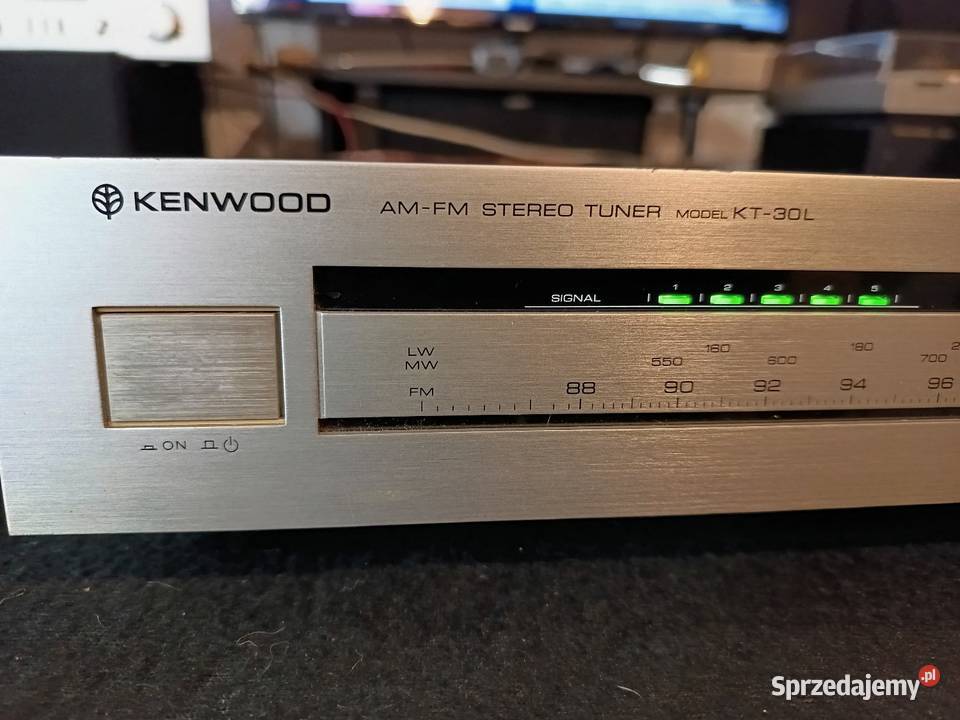 KENWOOD AM-FM STEREO TUNER MODEL KT-30L
SIGNAL 1 2 3 4 5
LW 160 180 2
MW 550 600 700
FM 88 90 92 94 96
ON
Sprzedajemy.pl